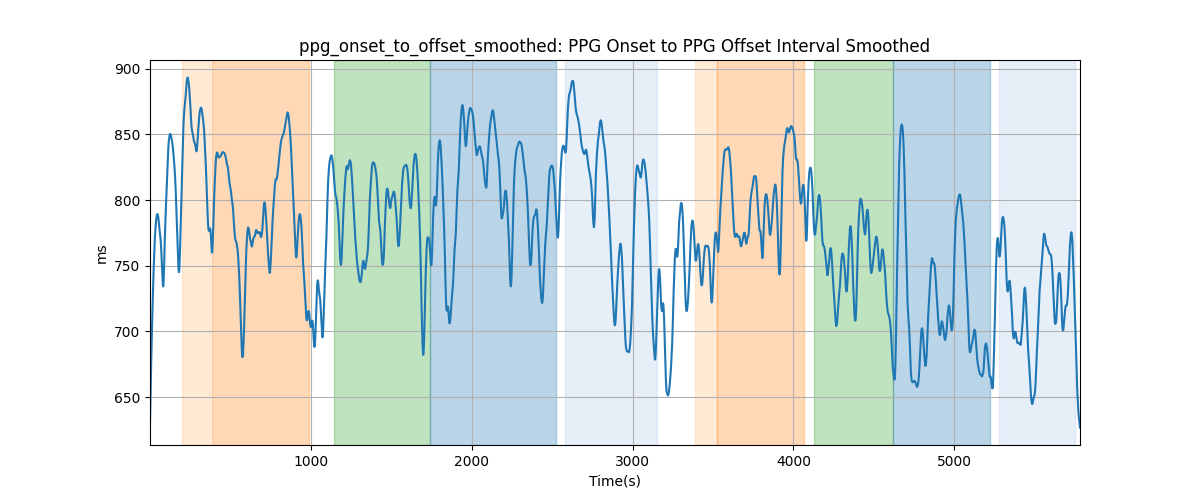 ppg_onset_to_offset_smoothed: PPG Onset to PPG Offset Interval Smoothed
900
850
800
750
700
650
ms
1000 2000 3000 4000 5000
Time(s)